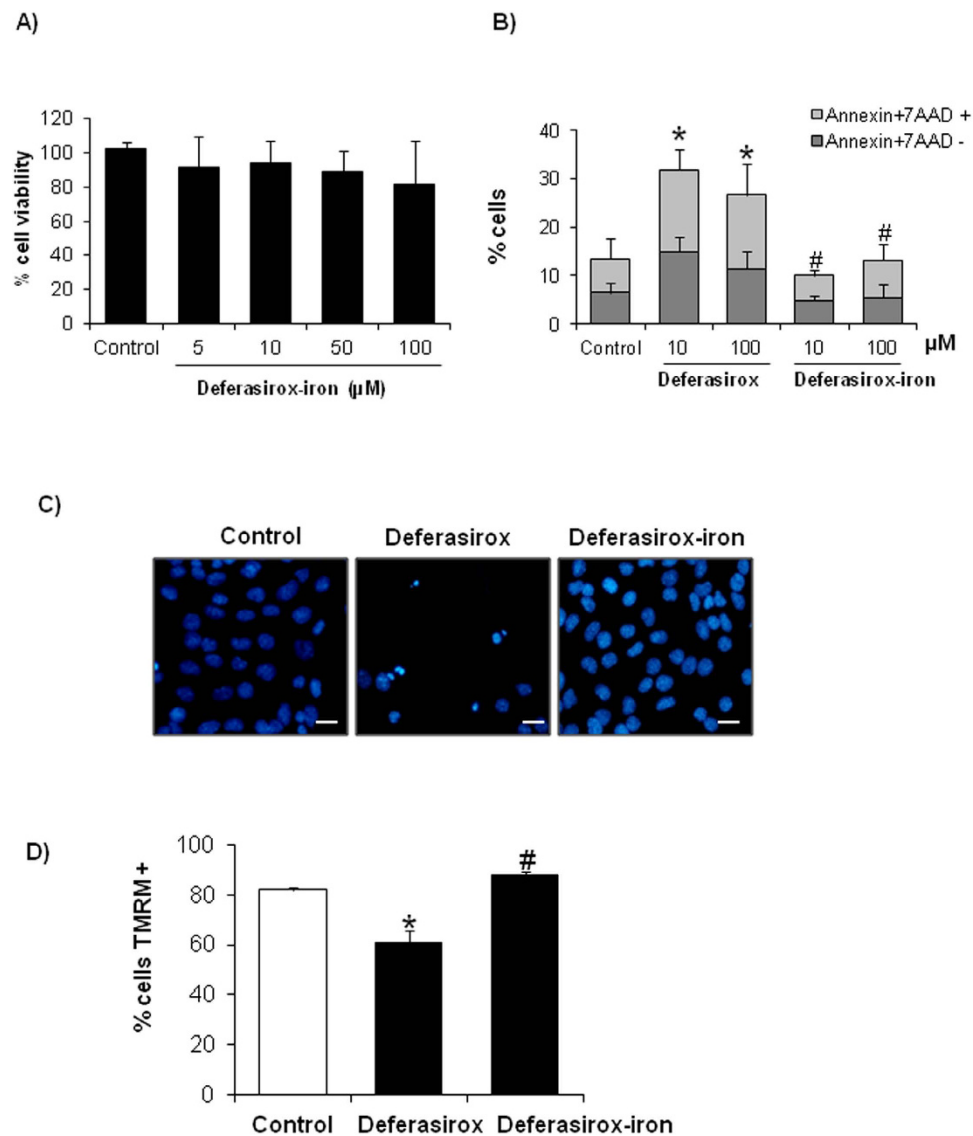 A)
% cell viability
120
100
80
60
40
20
0
Control 5 10 50 100
Deferasirox-iron (µM)
B)
Annexin+7AAD +
Annexin+7AAD -
% cells
40
30
20
10
0
* * # #
Control 10 100 10 100 µM
Deferasirox Deferasirox-iron
C)
Control Deferasirox Deferasirox-iron
D)
% cells TMRM+
100
80
60
40
20
0
* #
Control Deferasirox Deferasirox-iron